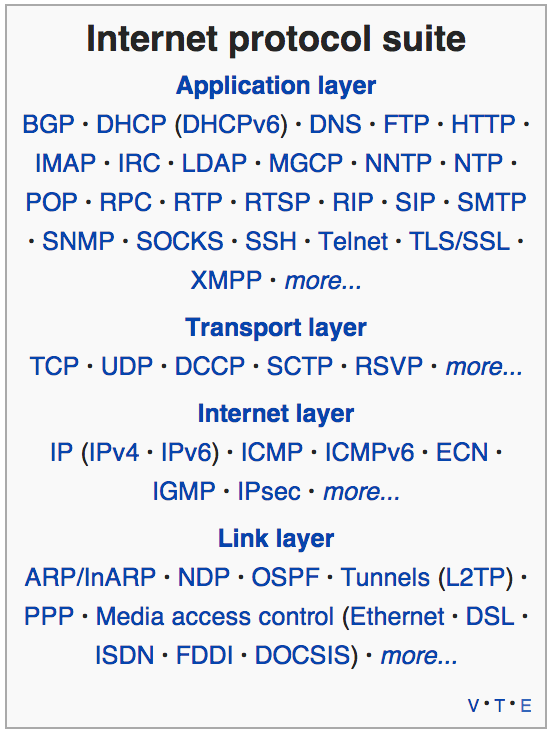 Internet protocol suite
Application layer
BGP · DHCP (DHCPv6) · DNS · FTP · HTTP ·
IMAP · IRC · LDAP · MGCP · NNTP · NTP ·
POP · RPC · RTP · RTSP · RIP · SIP · SMTP
· SNMP · SOCKS · SSH · Telnet · TLS/SSL ·
XMPP · more...
Transport layer
TCP · UDP · DCCP · SCTP · RSVP · more...
Internet layer
IP (IPv4 · IPv6) · ICMP · ICMPv6 · ECN ·
IGMP · IPsec · more...
Link layer
ARP/InARP · NDP · OSPF · Tunnels (L2TP) ·
PPP · Media access control (Ethernet · DSL ·
ISDN · FDDI · DOCSIS) · more...
V · T · E